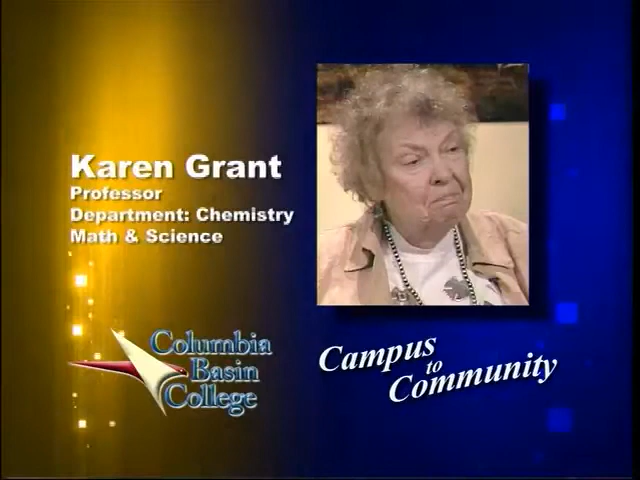 Karen Grant
Professor
Department: Chemistry
Math & Science
Columbia
Basin
College
Campus
to
Community